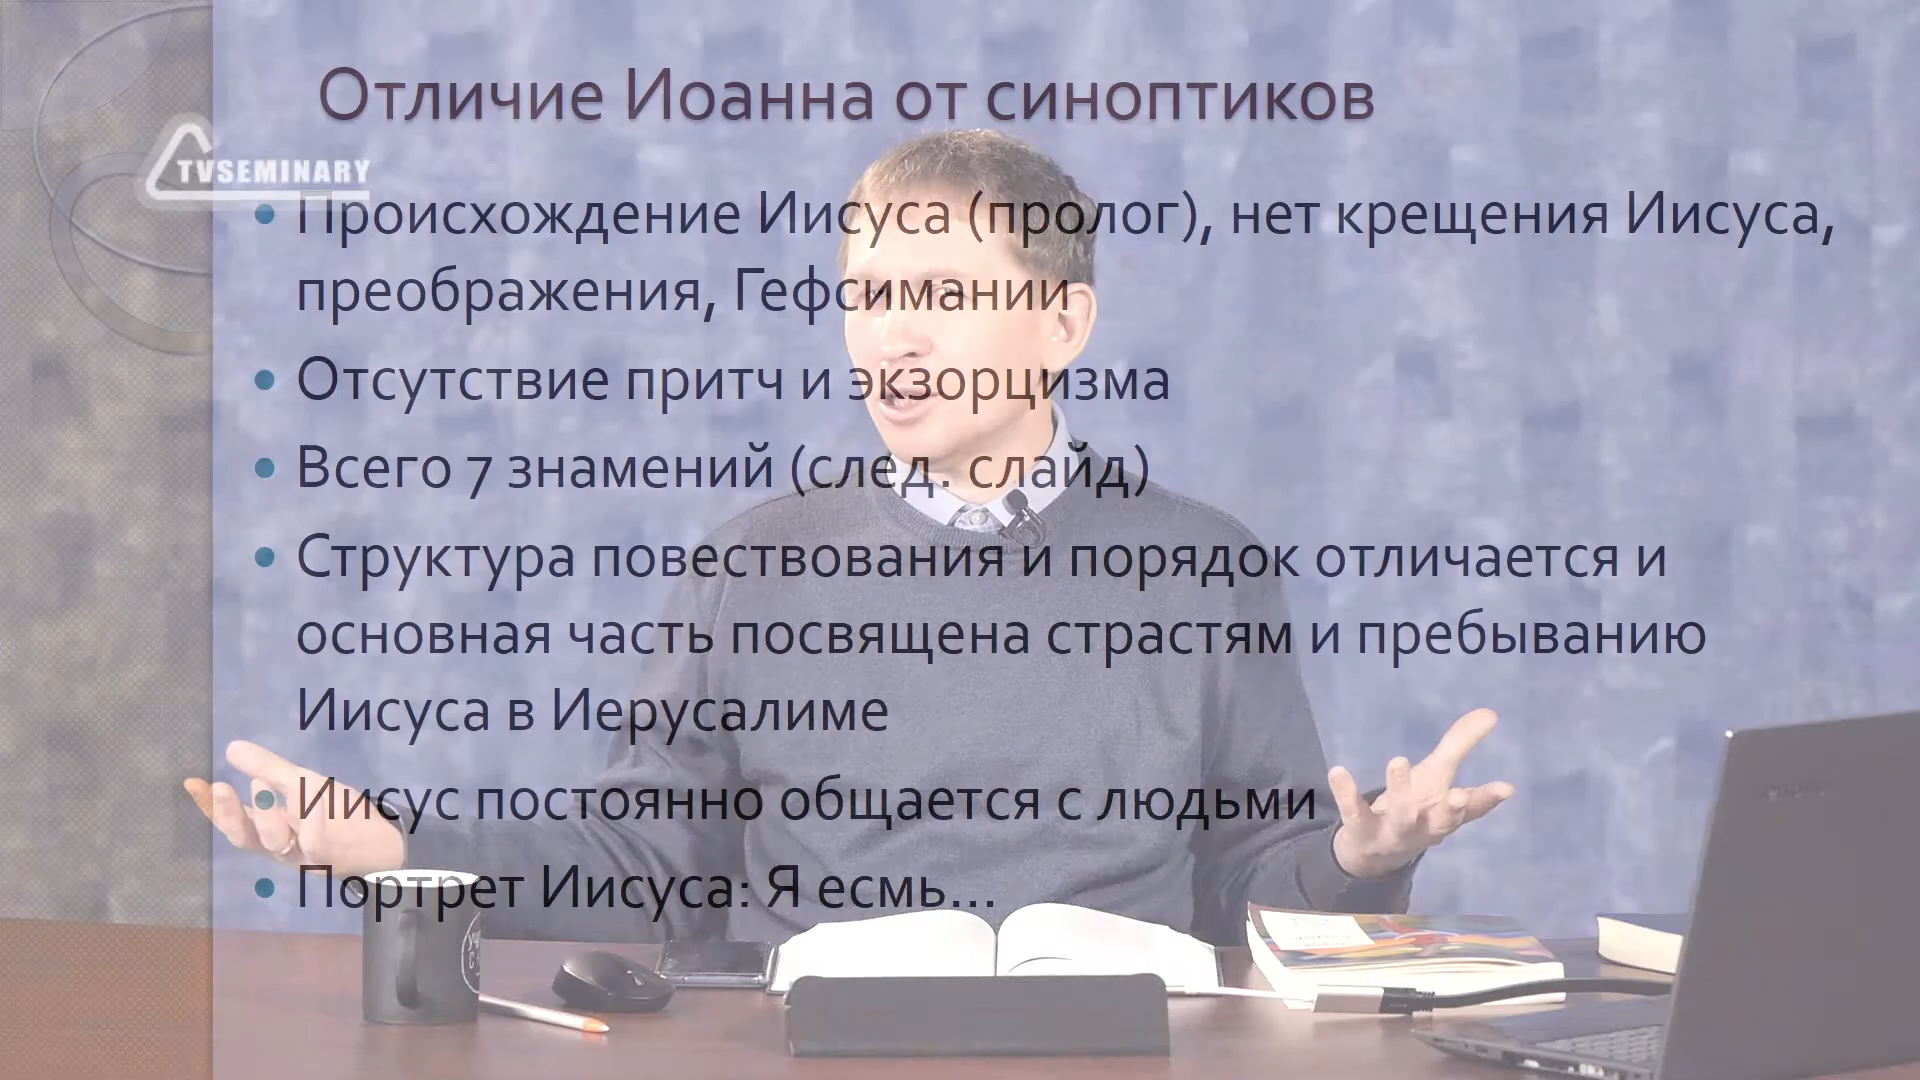 Отличие Иоанна от синоптиков
TVSEMINARY
• Происхождение Иисуса (пролог), нет крещения Иисуса,
преображения, Гефсимании
• Отсутствие притч и экзорцизма
• Всего 7 знамений (след. слайд)
• Структура повествования и порядок отличается и
основная часть посвящена страстям и пребыванию
Иисуса в Иерусалиме
• Иисус постоянно общается с людьми
• Портрет Иисуса: Я есмь...